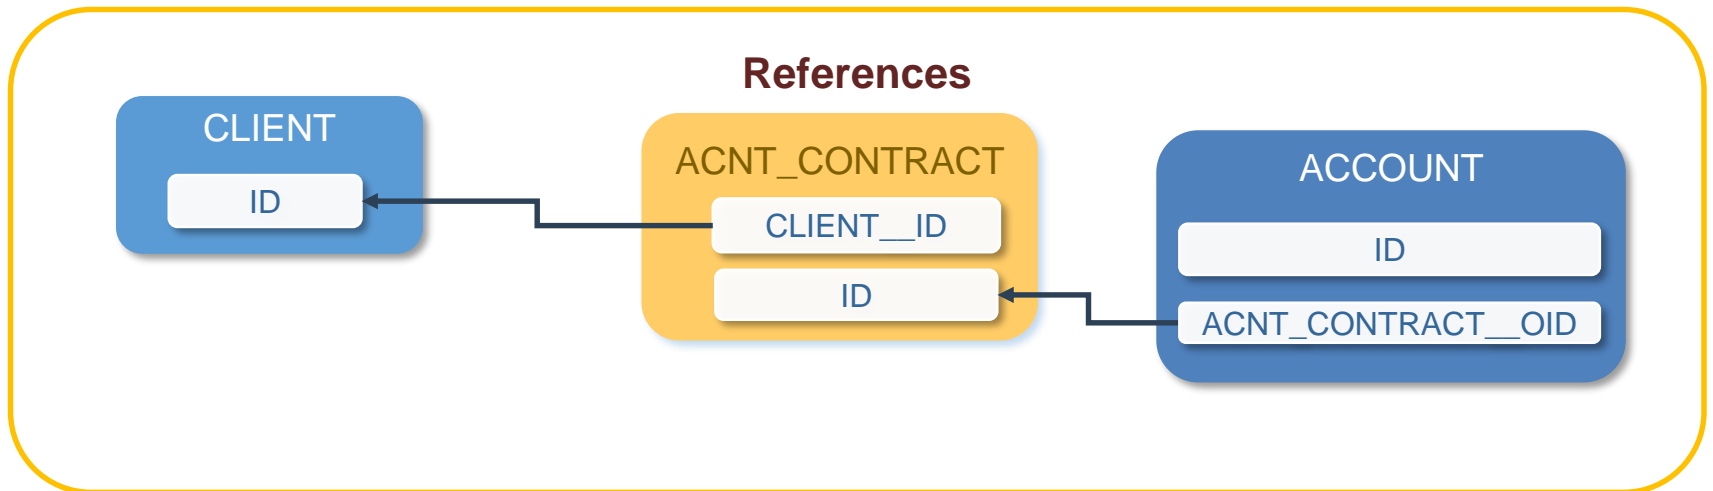 References
CLIENT
ID
ACNT_CONTRACT
CLIENT__ID
ID
ACCOUNT
ID
ACNT_CONTRACT__OID